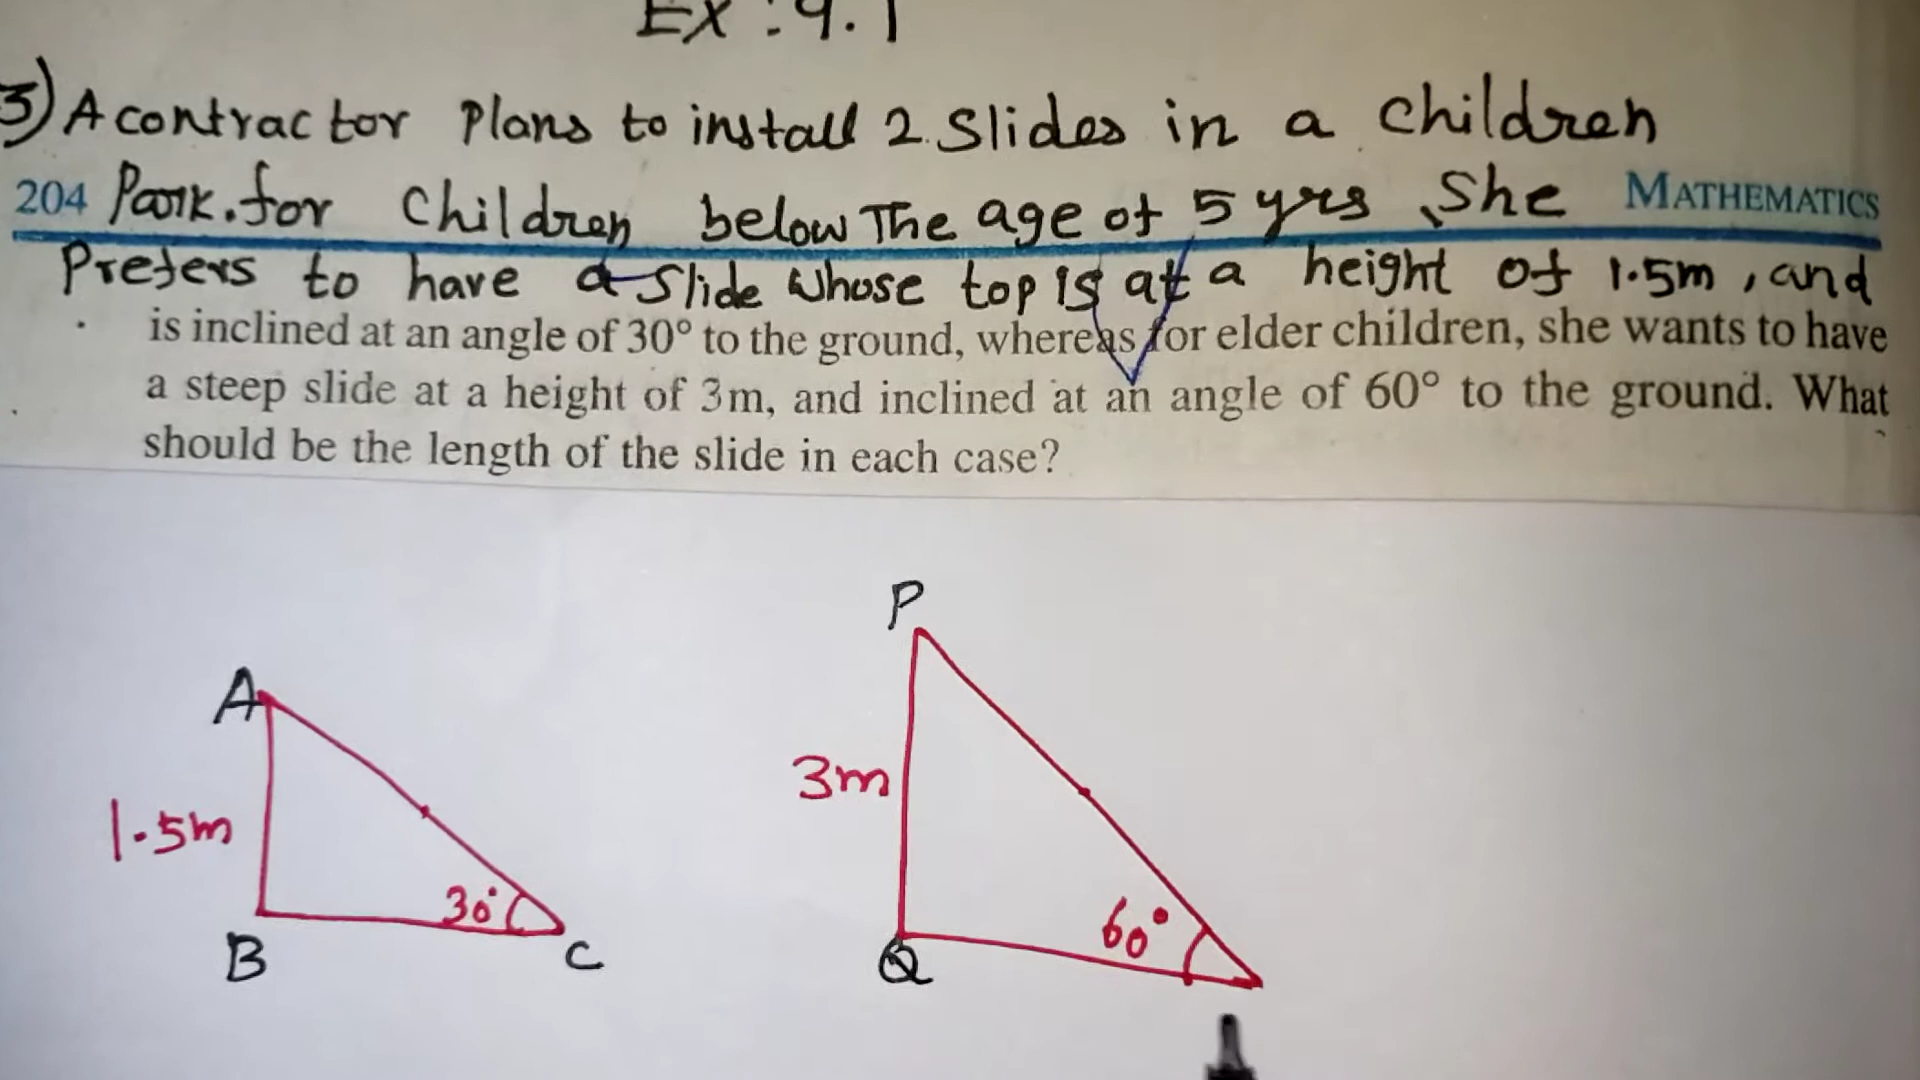 Ex : 9.1
3) A contractor Plans to install 2 slides in a children
204 Park. for children below The age of 5 yrs, She MATHEMATICS
Prefers to have a slide whose top is at a height of 1.5m, and
is inclined at an angle of 30° to the ground, whereas for elder children, she wants to have
a steep slide at a height of 3m, and inclined at an angle of 60° to the ground. What
should be the length of the slide in each case?
P
A
3m
1.5m
30°
60°
B
C
Q